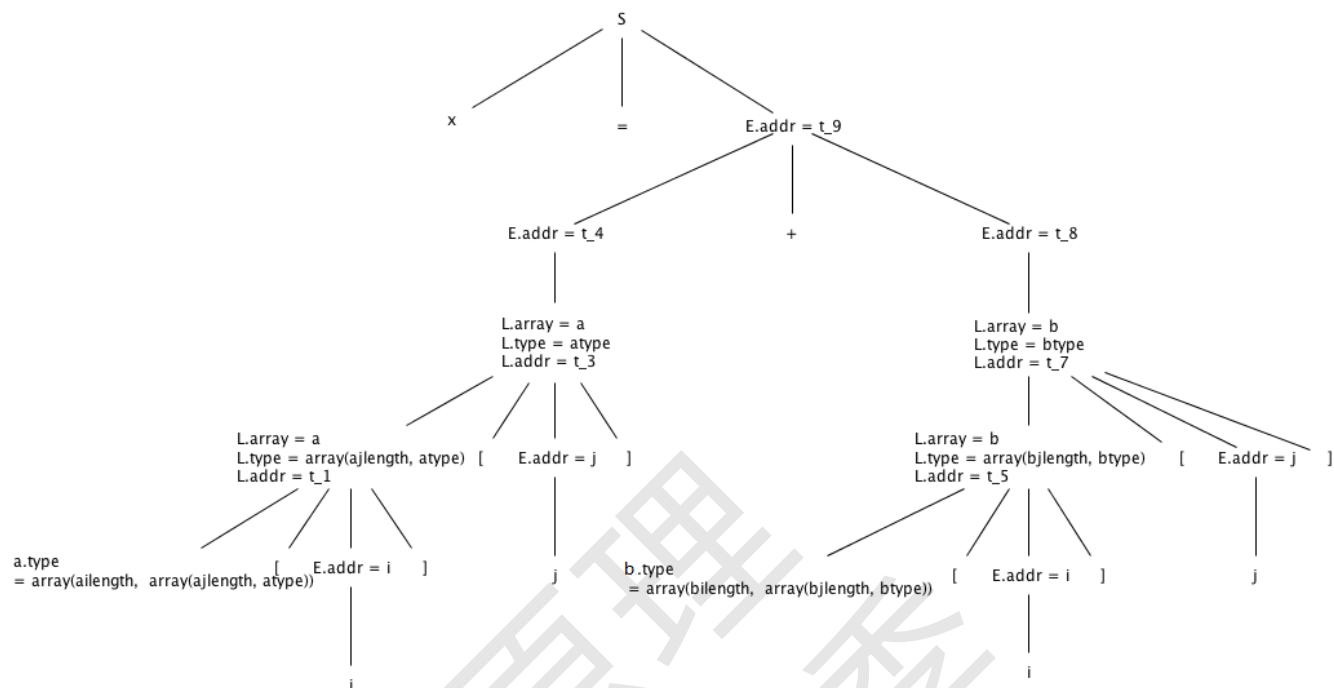 S
x = E.addr = t_9
E.addr = t_4 + E.addr = t_8
L.array = a
L.type = atype
L.addr = t_3
L.array = b
L.type = btype
L.addr = t_7
L.array = a
L.type = array(ajlength, atype) [ E.addr = j ]
L.addr = t_1
L.array = b
L.type = array(bjlength, btype) [ E.addr = j ]
L.addr = t_5
a.type
= array(ailength, array(ajlength, atype)) [ E.addr = i ]
j
b.type
= array(bilength, array(bjlength, btype)) [ E.addr = i ]
j
i
i
原理